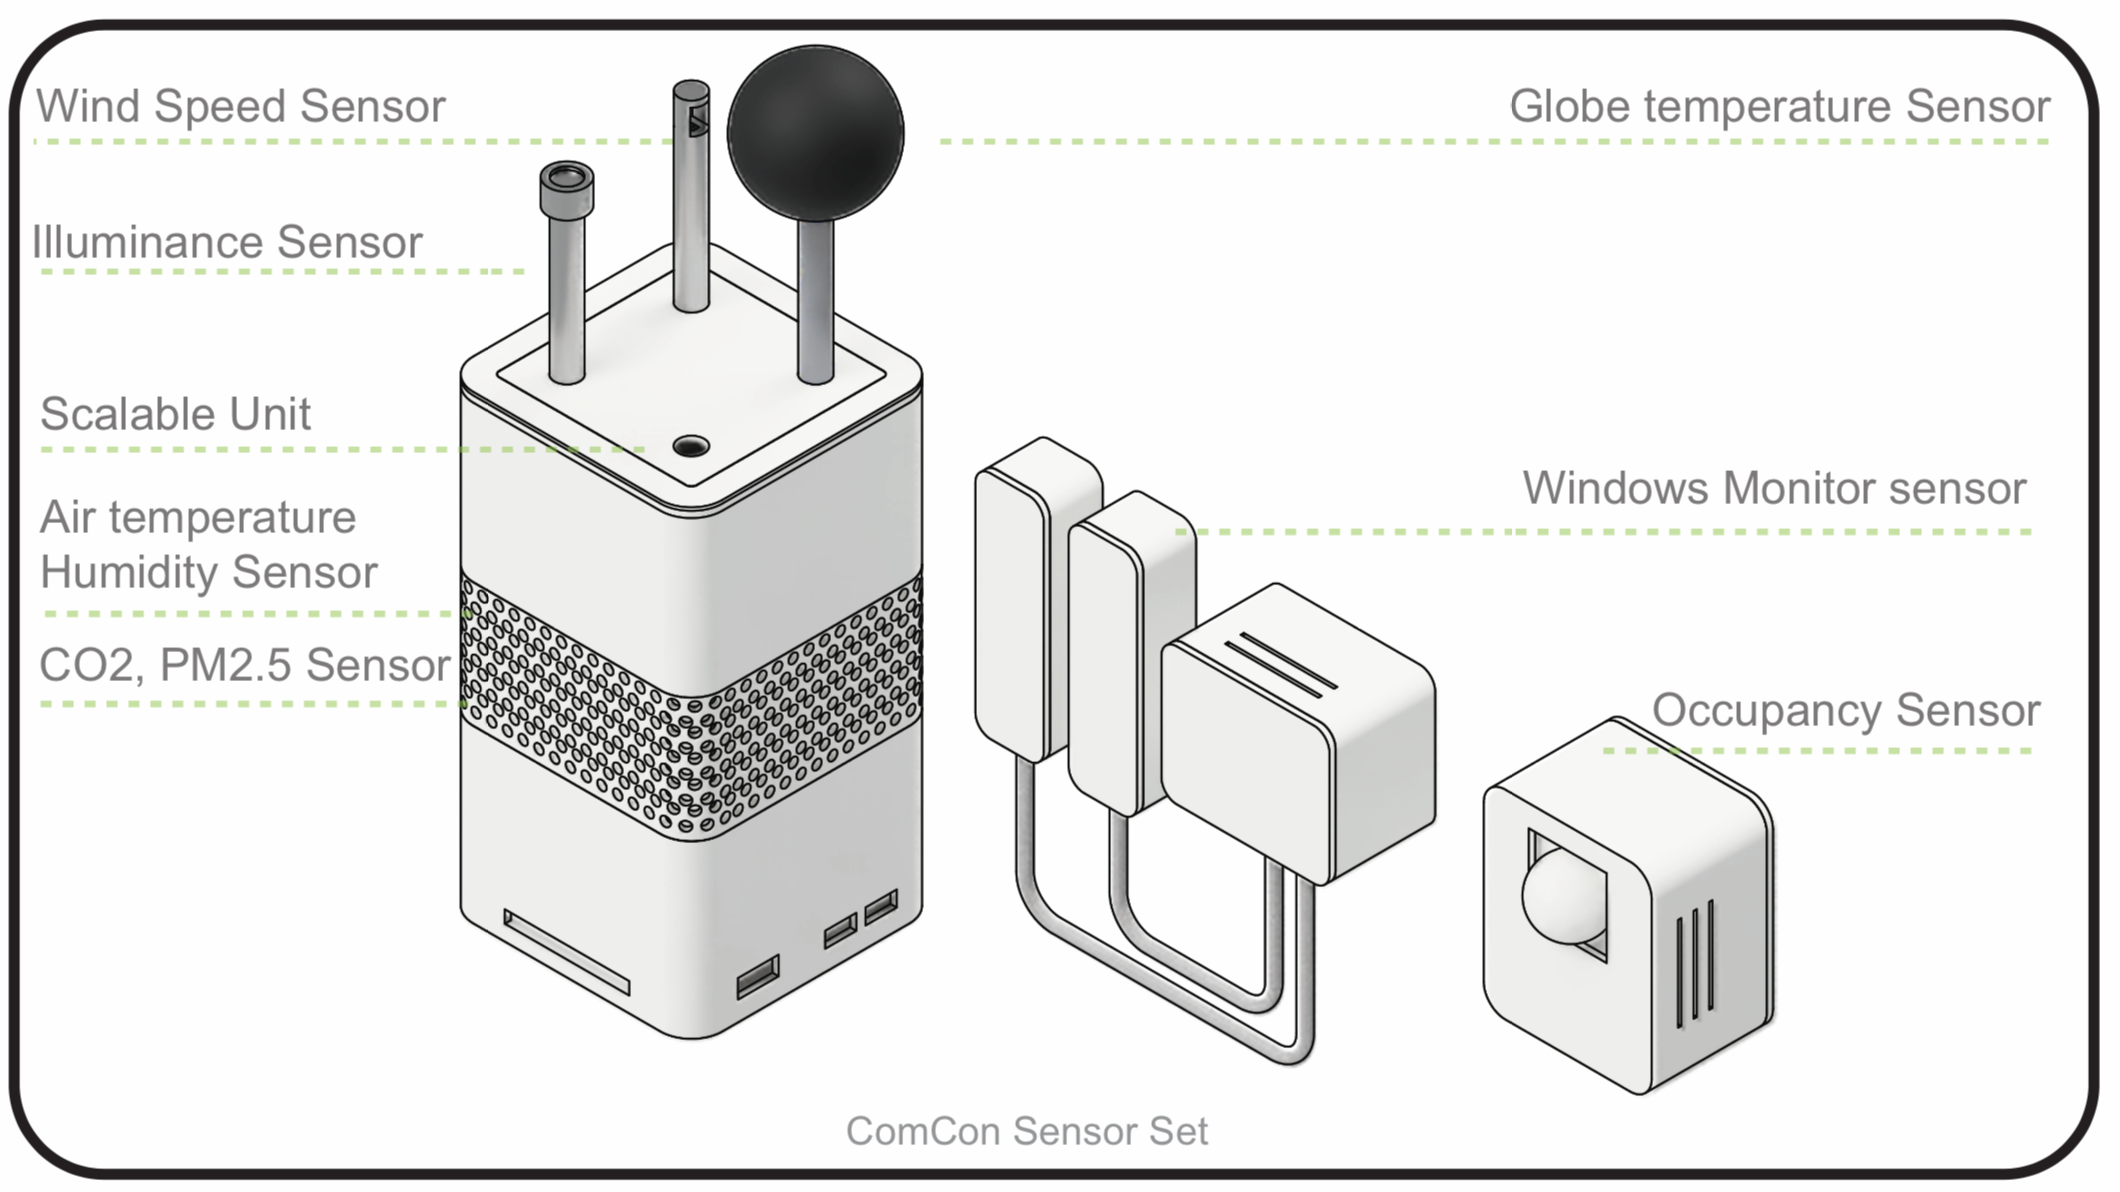 Wind Speed Sensor
Globe temperature Sensor
Illuminance Sensor
Scalable Unit
Air temperature
Humidity Sensor
CO2, PM2.5 Sensor
Windows Monitor sensor
Occupancy Sensor
ComCon Sensor Set